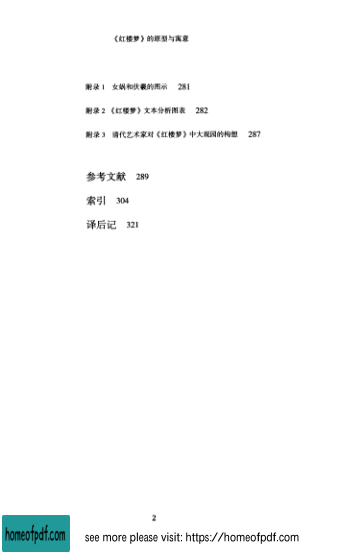 《红楼梦》的原型与寓意
附录 1 女娲和伏羲的图示 281
附录 2 《红楼梦》文本分析图表 282
附录 3 清代艺术家对《红楼梦》中大观园的构想 287
参考文献 289
索引 304
译后记 321
2
homeofpdf.com
see more please visit: https://homeofpdf.com